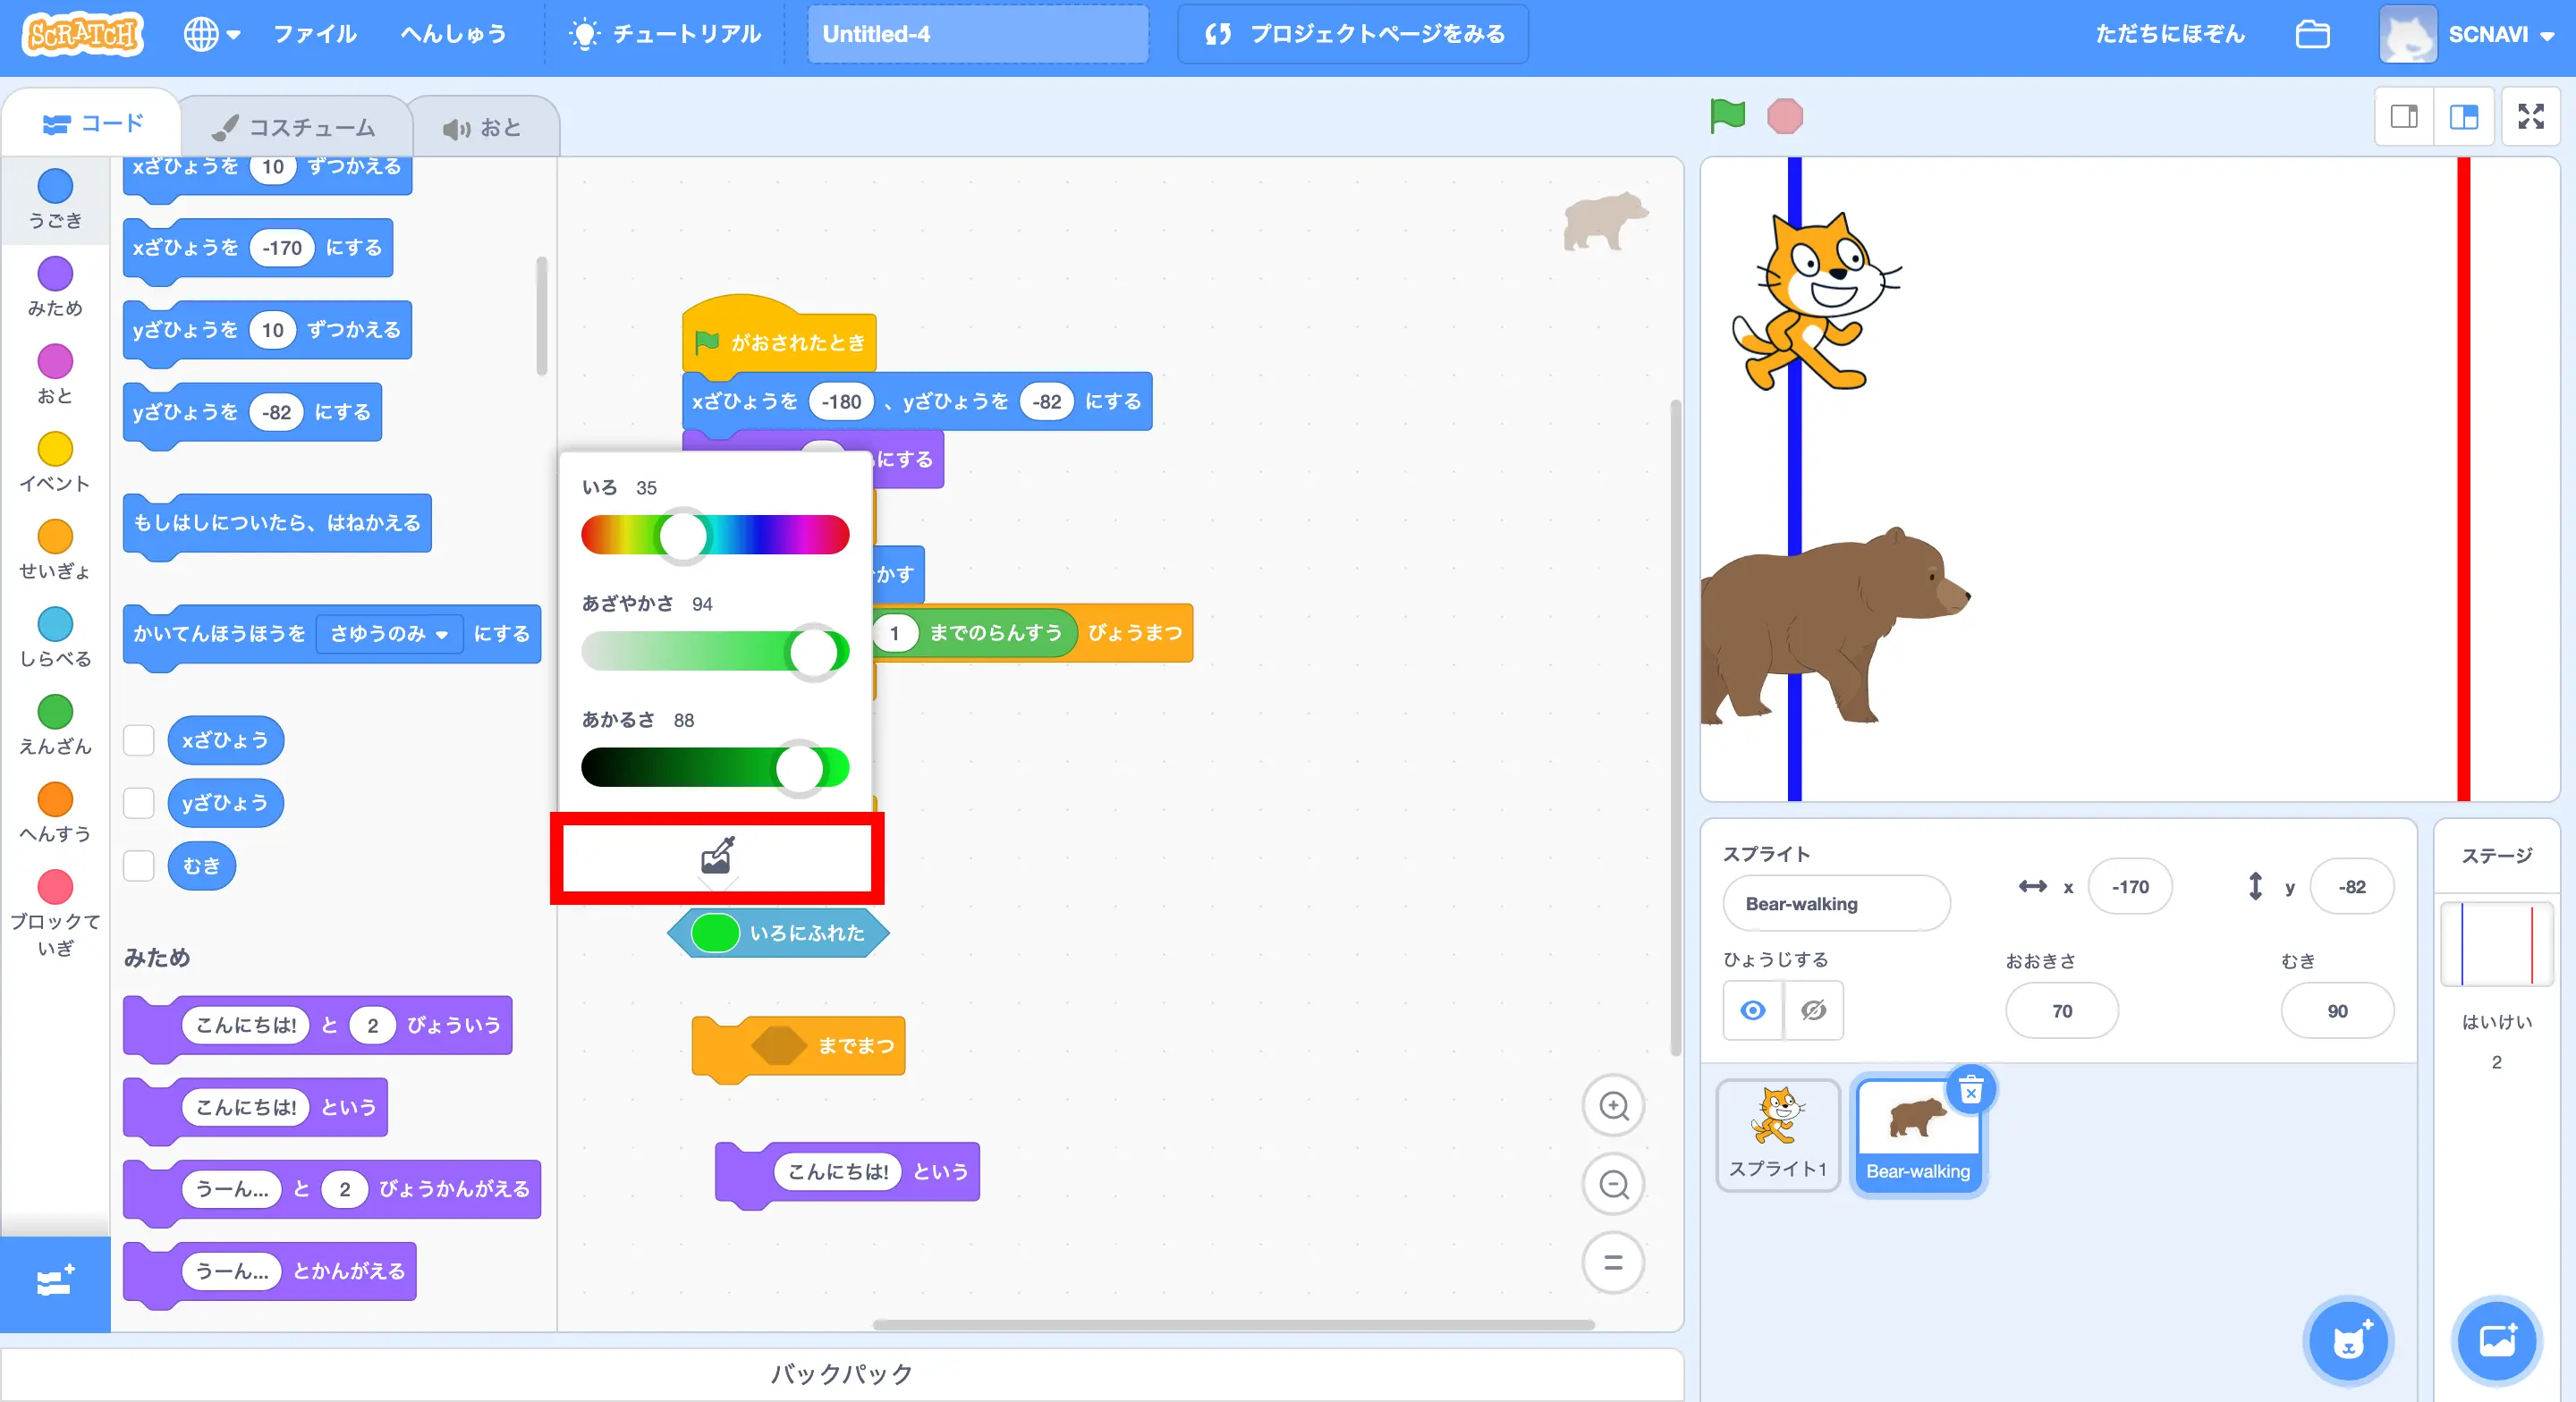 SCRATCH
ファイル
へんしゅう
チュートリアル
Untitled-4
プロジェクトページをみる
ただちにほぞん
SCNAVI
コード
コスチューム
おと
うごき
みため
おと
イベント
せいぎょ
しらべる
えんざん
へんすう
ブロックて
いぎ
xざひょうを 10 ずつかえる
xざひょうを -170 にする
yざひょうを 10 ずつかえる
yざひょうを -82 にする
もしはしについたら、はねかえる
かいてんほうほうを さゆうのみ にする
xざひょう
yざひょう
むき
みため
こんにちは! と 2 びょういう
こんにちは! という
うーん... と 2 びょうかんがえる
うーん... とかんがえる
がおされたとき
xざひょうを -180 、yざひょうを -82 にする
にする
かす
1 までのらんすう びょうまつ
いろ 35
あざやかさ 94
あかるさ 88
いろにふれた
までまつ
こんにちは! という
バックパック
スプライト
Bear-walking
x -170
y -82
ひょうじする
おおきさ
70
むき
90
スプライト1
Bear-walking
ステージ
はいけい
2